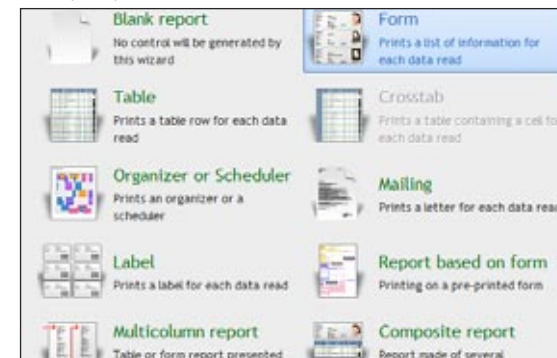 Blank report
No control will be generated by
this wizard
Form
Prints a list of information for
each data read
Table
Prints a table row for each data
read
Crosstab
Prints a table containing a cell for
each data read
Organizer or Scheduler
Prints an organizer or a
scheduler
Mailing
Prints a letter for each data read
Label
Prints a label for each data read
Report based on form
Printing on a pre-printed form
Multicolumn report
Table or form report presented
Composite report
Report made of several